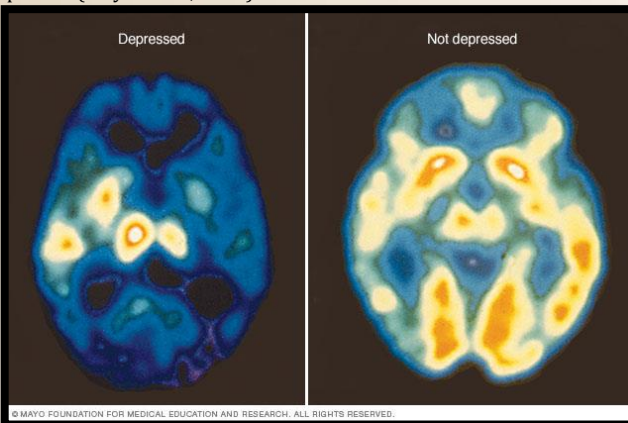 Depressed
Not depressed
© MAYO FOUNDATION FOR MEDICAL EDUCATION AND RESEARCH. ALL RIGHTS RESERVED.